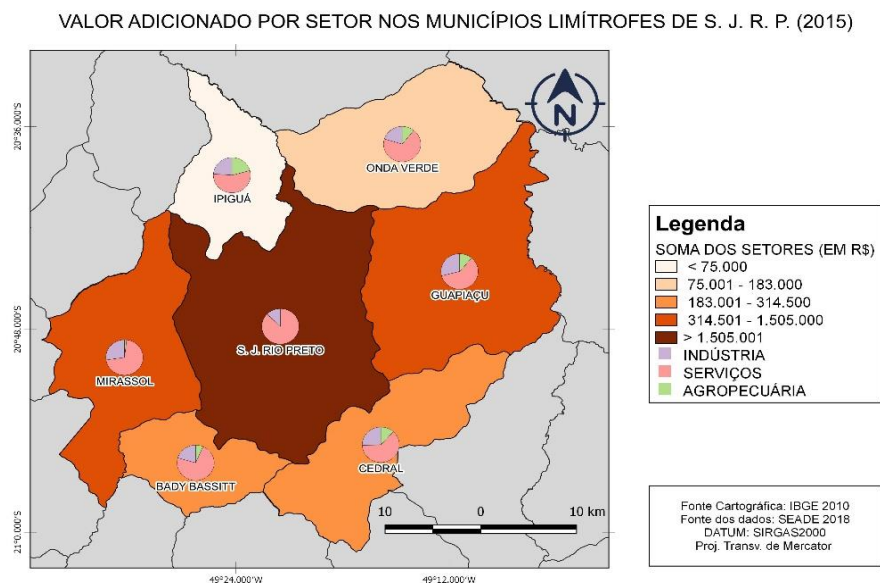 VALOR ADICIONADO POR SETOR NOS MUNICÍPIOS LIMÍTROFES DE S. J. R. P. (2015)
N
20°36.000'S
20°48.000'S
21°0.000'S
ONDA VERDE
IPIGUÁ
GUAPIAÇU
S. J. RIO PRETO
MIRASSOL
CEDRAL
BADY BASSITT
10 0 10 km
49°24.000'W 49°12.000'W
Legenda
SOMA DOS SETORES (EM R$)
< 75.000
75.001 - 183.000
183.001 - 314.500
314.501 - 1.505.000
> 1.505.001
INDÚSTRIA
SERVIÇOS
AGROPECUÁRIA
Fonte Cartográfica: IBGE 2010
Fonte dos dados: SEADE 2018
DATUM: SIRGAS2000
Proj. Transv. de Mercator